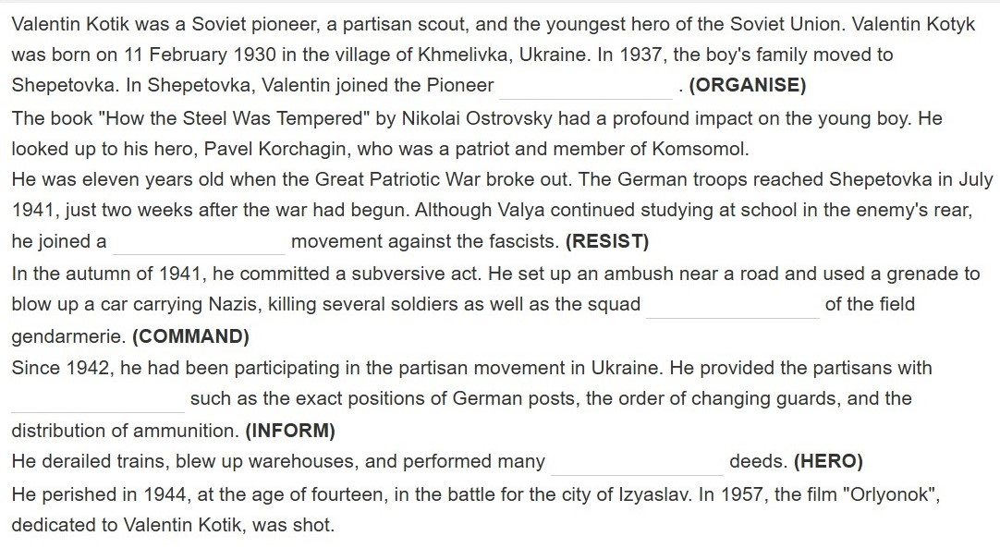 Valentin Kotik was a Soviet pioneer, a partisan scout, and the youngest hero of the Soviet Union. Valentin Kotyk
was born on 11 February 1930 in the village of Khmelivka, Ukraine. In 1937, the boy's family moved to
Shepetovka. In Shepetovka, Valentin joined the Pioneer . (ORGANISE)
The book "How the Steel Was Tempered" by Nikolai Ostrovsky had a profound impact on the young boy. He
looked up to his hero, Pavel Korchagin, who was a patriot and member of Komsomol.
He was eleven years old when the Great Patriotic War broke out. The German troops reached Shepetovka in July
1941, just two weeks after the war had begun. Although Valya continued studying at school in the enemy's rear,
he joined a movement against the fascists. (RESIST)
In the autumn of 1941, he committed a subversive act. He set up an ambush near a road and used a grenade to
blow up a car carrying Nazis, killing several soldiers as well as the squad of the field
gendarmerie. (COMMAND)
Since 1942, he had been participating in the partisan movement in Ukraine. He provided the partisans with
such as the exact positions of German posts, the order of changing guards, and the
distribution of ammunition. (INFORM)
He derailed trains, blew up warehouses, and performed many deeds. (HERO)
He perished in 1944, at the age of fourteen, in the battle for the city of Izyaslav. In 1957, the film "Orlyonok",
dedicated to Valentin Kotik, was shot.